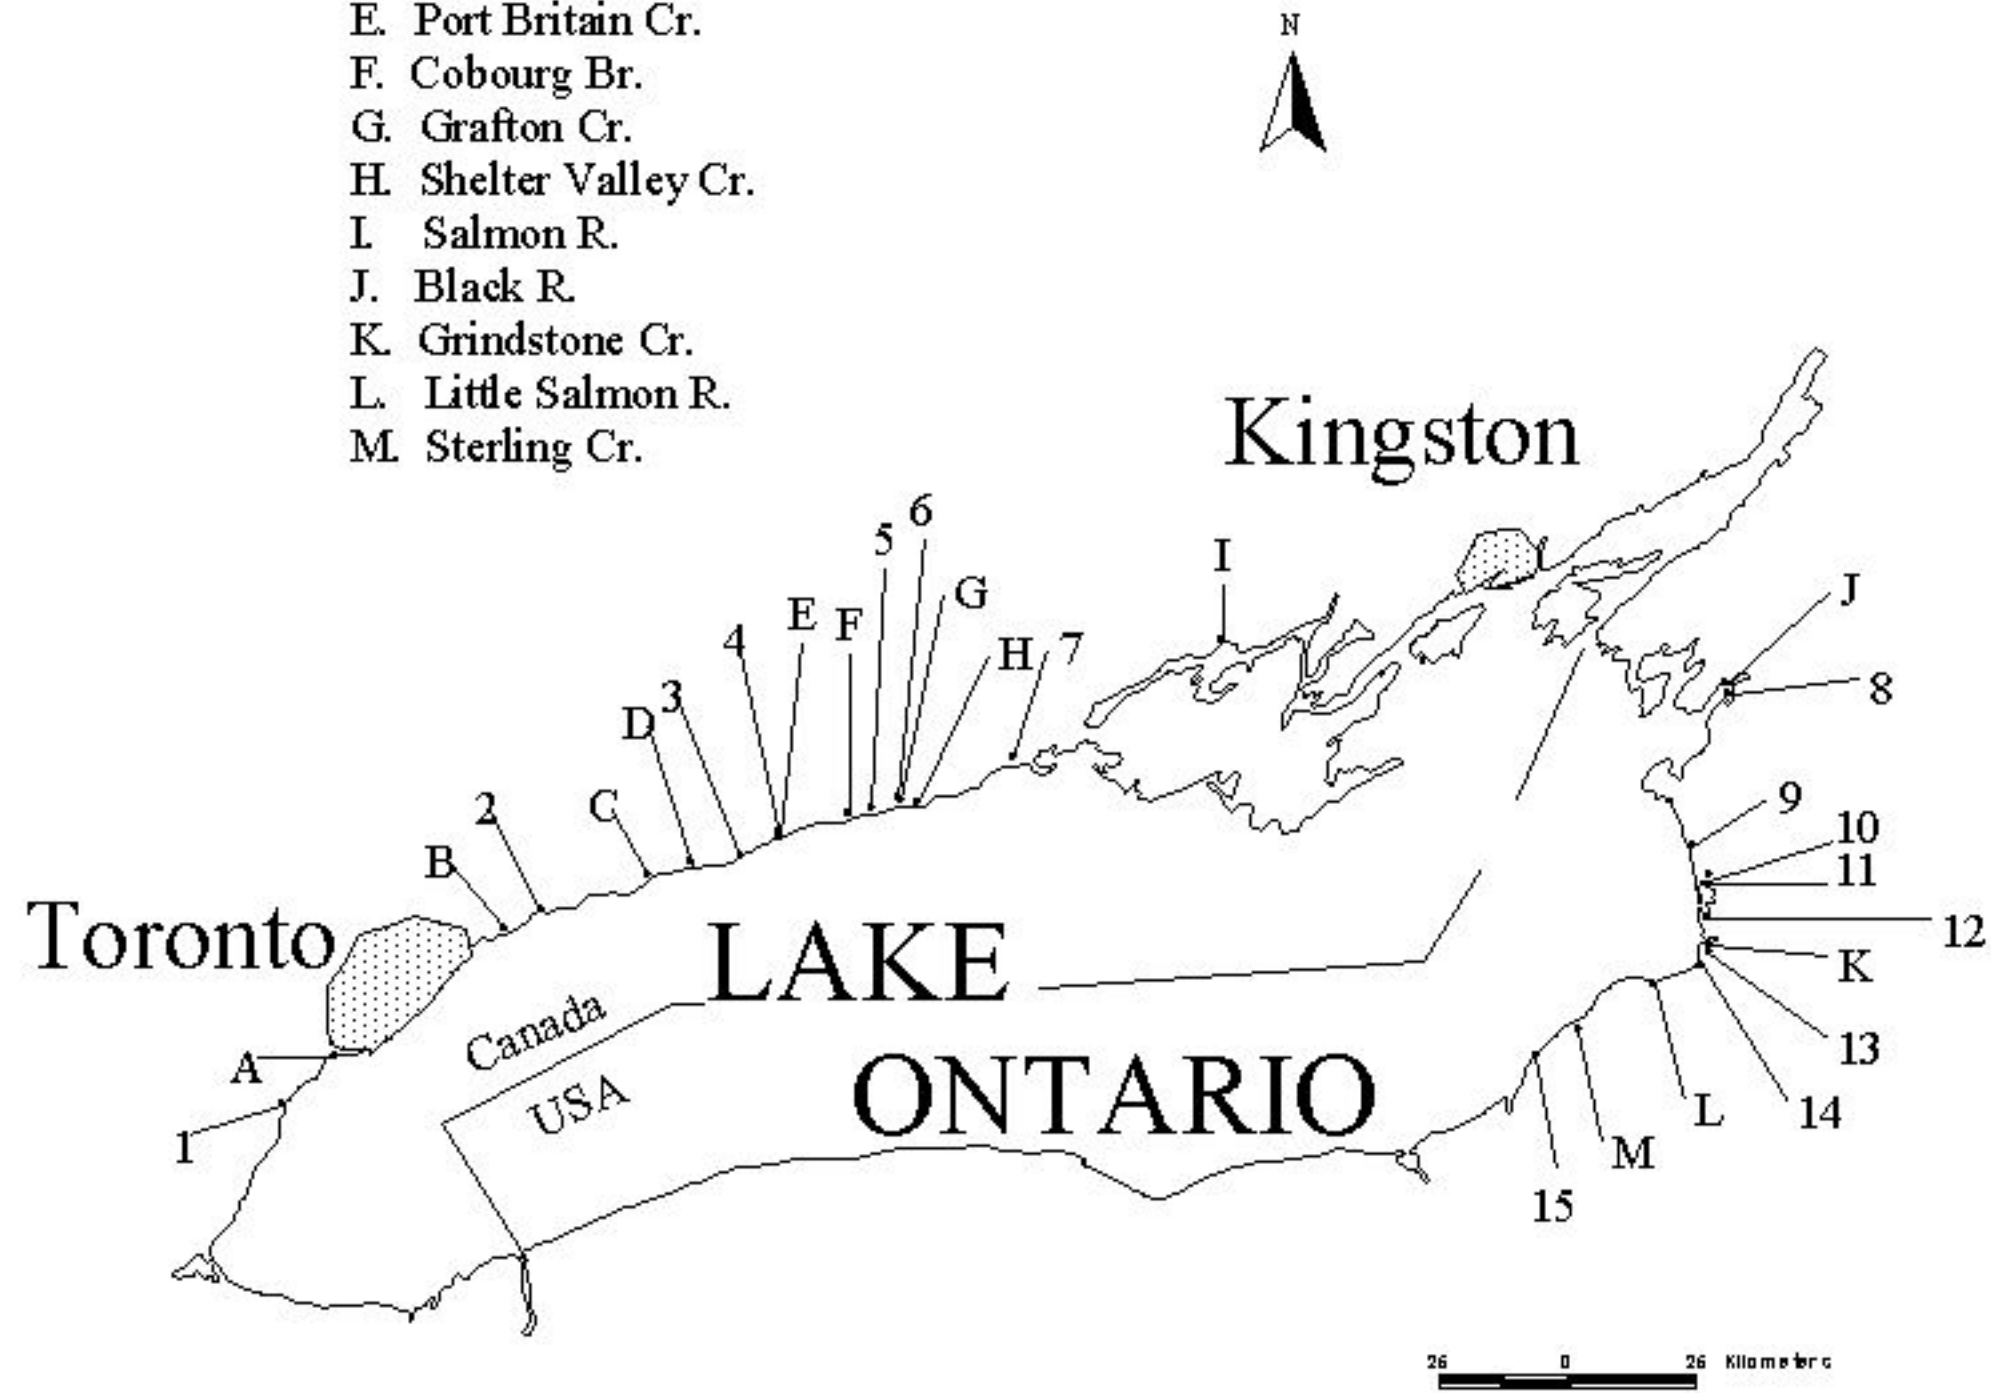 E. Port Britain Cr.
F. Cobourg Br.
G. Grafton Cr.
H. Shelter Valley Cr.
I. Salmon R.
J. Black R.
K. Grindstone Cr.
L. Little Salmon R.
M. Sterling Cr.
N
Kingston
6
5
I
G
J
E
F
4
H
7
3
8
D
2
C
9
10
B
11
Toronto
LAKE
12
K
Canada
A
13
USA
ONTARIO
1
L
14
M
15
26 0 26 Kilometers